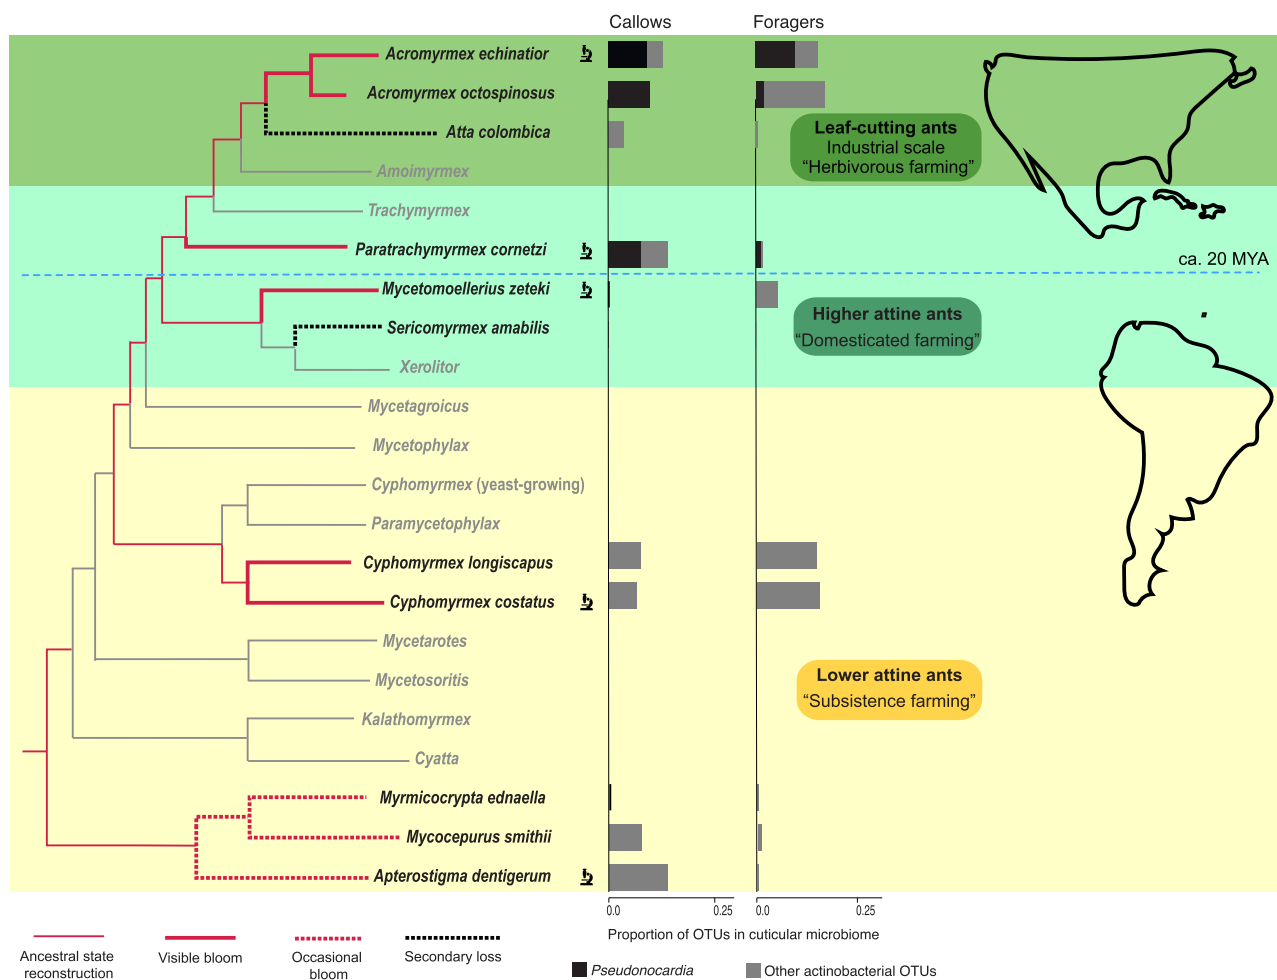 Callows Foragers
Acromyrmex echinatior
Acromyrmex octospinosus
Atta colombica
Leaf-cutting ants
Industrial scale
“Herbivorous farming”
Amoimyrmex
Trachymyrmex
Paratrachymyrmex cornetzi
ca. 20 MYA
Mycetomoellerius zeteki
Higher attine ants
“Domesticated farming”
Sericomyrmex amabilis
Xerolitor
Mycetagroicus
Mycetophylax
Cyphomyrmex (yeast-growing)
Paramycetophylax
Cyphomyrmex longiscapus
Cyphomyrmex costatus
Mycetarotes
Lower attine ants
“Subsistence farming”
Mycetosoritis
Kalathomyrmex
Cyatta
Myrmicocrypta ednaella
Mycocepurus smithii
Apterostigma dentigerum
0.0 0.25 0.0 0.25
Proportion of OTUs in cuticular microbiome
Ancestral state
reconstruction
Visible bloom
Occasional
bloom
Secondary loss
Pseudonocardia
Other actinobacterial OTUs